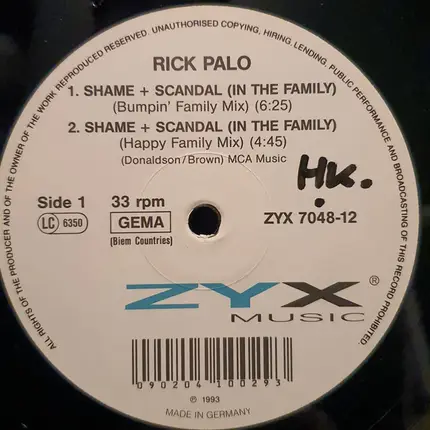 ALL RIGHTS OF THE PRODUCER AND OF THE OWNER OF THE WORK REPRODUCED RESERVED. UNAUTHORISED COPYING, HIRING, LENDING, PUBLIC PERFORMANCE AND BROADCASTING OF THIS RECORD PROHIBITED.
RICK PALO
1. SHAME + SCANDAL (IN THE FAMILY)
(Bumpin' Family Mix) (6:25)
2. SHAME + SCANDAL (IN THE FAMILY)
(Happy Family Mix) (4:45)
(Donaldson/Brown) MCA Music
HK.
Side 1 33 rpm
LC 6350 GEMA ZYX 7048-12
(Biem Countries)
ZYX ®
MUSIC
090204100293
℗ 1993
MADE IN GERMANY